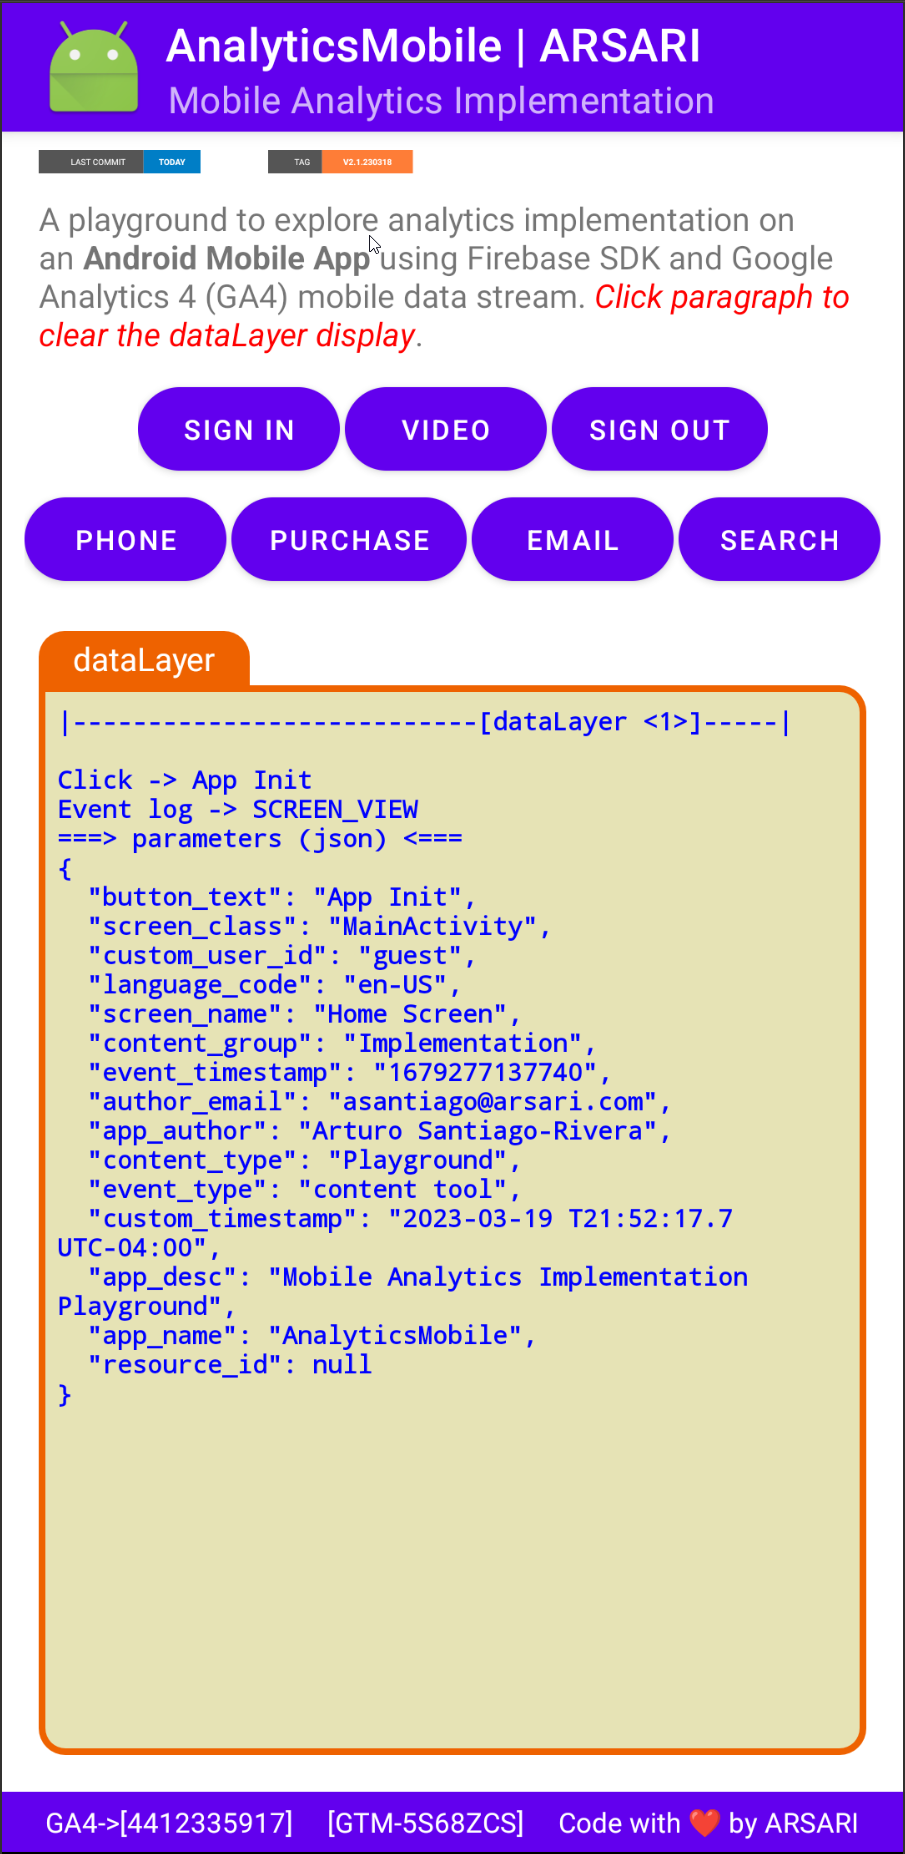 AnalyticsMobile | ARSARI
Mobile Analytics Implementation
LAST COMMIT TODAY TAG V2.1.230318
A playground to explore analytics implementation on
an Android Mobile App using Firebase SDK and Google
Analytics 4 (GA4) mobile data stream. Click paragraph to
clear the dataLayer display.
SIGN IN VIDEO SIGN OUT
PHONE PURCHASE EMAIL SEARCH
dataLayer
|---------------------------[dataLayer <1>]-----|
Click -> App Init
Event log -> SCREEN_VIEW
===> parameters (json) <===
{
  "button_text": "App Init",
  "screen_class": "MainActivity",
  "custom_user_id": "guest",
  "language_code": "en-US",
  "screen_name": "Home Screen",
  "content_group": "Implementation",
  "event_timestamp": "1679277137740",
  "author_email": "asantiago@arsari.com",
  "app_author": "Arturo Santiago-Rivera",
  "content_type": "Playground",
  "event_type": "content tool",
  "custom_timestamp": "2023-03-19 T21:52:17.7
UTC-04:00",
  "app_desc": "Mobile Analytics Implementation
Playground",
  "app_name": "AnalyticsMobile",
  "resource_id": null
}
GA4->[4412335917] [GTM-5S68ZCS] Code with ❤️ by ARSARI